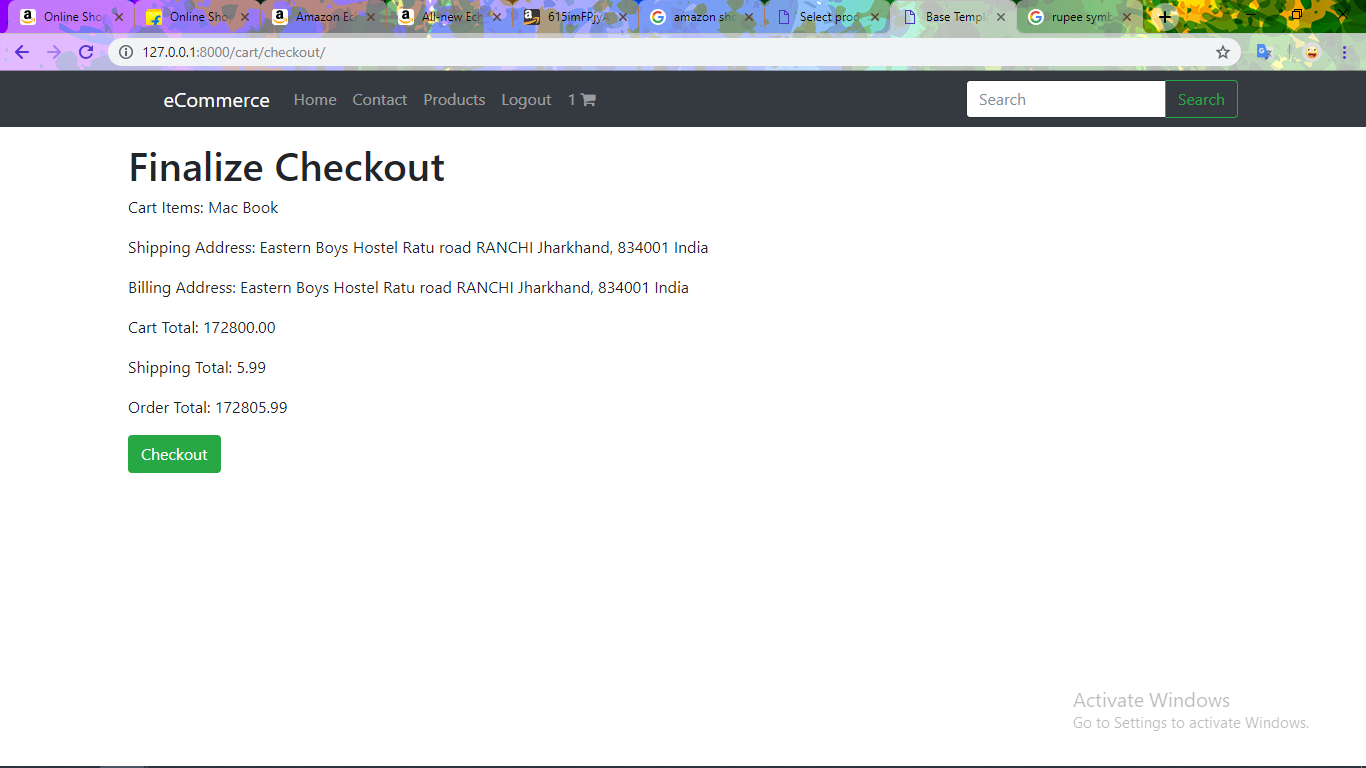 Online Shop
Online Sho
Amazon Ec
All-new Ech
615imFPjyA
amazon sho
Select prod
Base Templa
rupee symb
127.0.0.1:8000/cart/checkout/
eCommerce Home Contact Products Logout 1 Search Search
Finalize Checkout
Cart Items: Mac Book
Shipping Address: Eastern Boys Hostel Ratu road RANCHI Jharkhand, 834001 India
Billing Address: Eastern Boys Hostel Ratu road RANCHI Jharkhand, 834001 India
Cart Total: 172800.00
Shipping Total: 5.99
Order Total: 172805.99
Checkout
Activate Windows
Go to Settings to activate Windows.